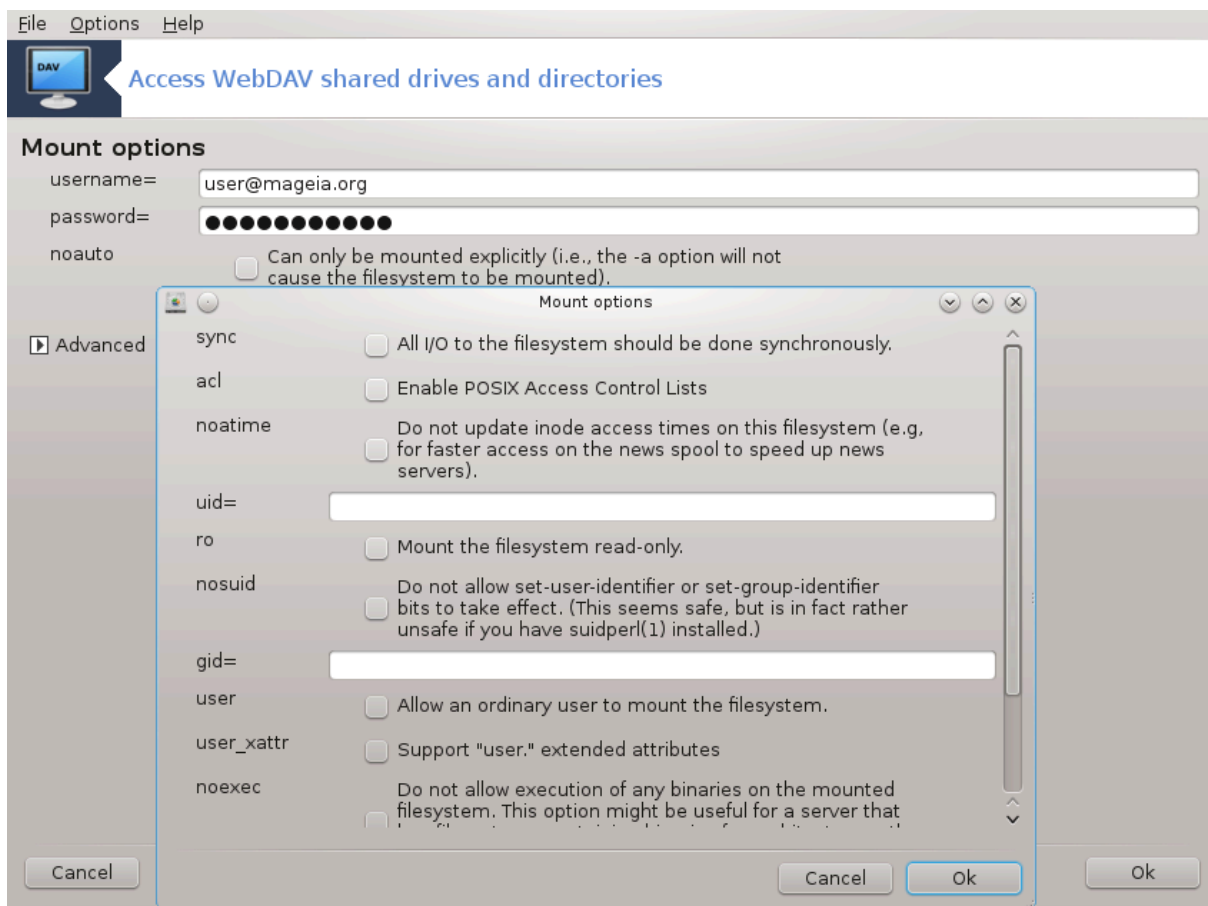 File Options Help
DAV
Access WebDAV shared drives and directories
Mount options
username= user@mageia.org
password= ●●●●●●●●●●●
noauto Can only be mounted explicitly (i.e., the -a option will not
cause the filesystem to be mounted).
Advanced
Mount options
sync All I/O to the filesystem should be done synchronously.
acl Enable POSIX Access Control Lists
noatime Do not update inode access times on this filesystem (e.g,
for faster access on the news spool to speed up news
servers).
uid=
ro Mount the filesystem read-only.
nosuid Do not allow set-user-identifier or set-group-identifier
bits to take effect. (This seems safe, but is in fact rather
unsafe if you have suidperl(1) installed.)
gid=
user Allow an ordinary user to mount the filesystem.
user_xattr Support "user." extended attributes
noexec Do not allow execution of any binaries on the mounted
filesystem. This option might be useful for a server that
Cancel Ok
Cancel Ok